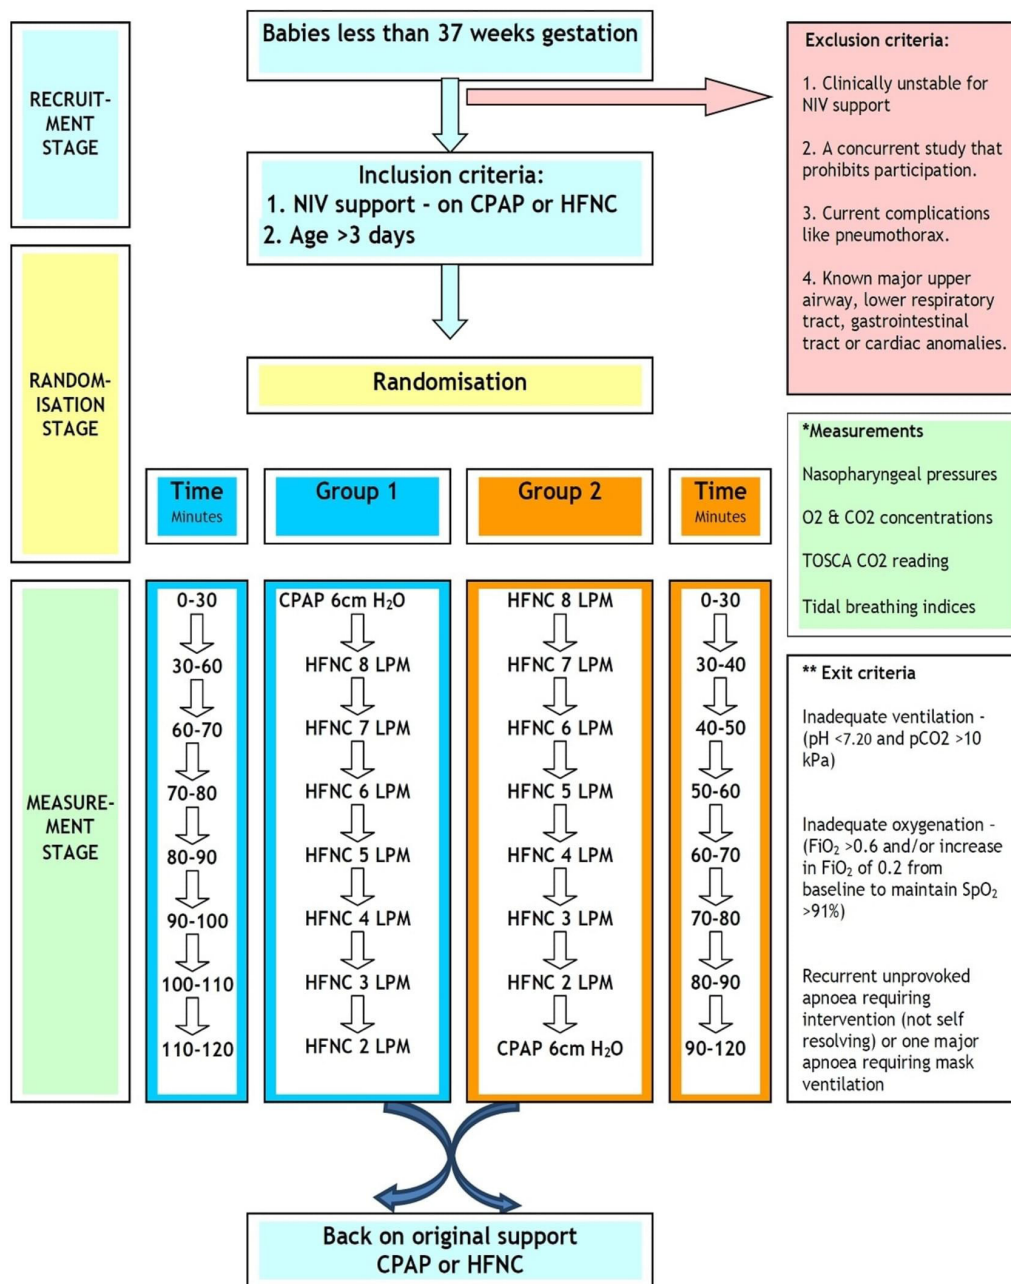 RECRUIT-
MENT
STAGE
Babies less than 37 weeks gestation
Inclusion criteria:
1. NIV support - on CPAP or HFNC
2. Age >3 days
Exclusion criteria:
1. Clinically unstable for
NIV support
2. A concurrent study that
prohibits participation.
3. Current complications
like pneumothorax.
4. Known major upper
airway, lower respiratory
tract, gastrointestinal
tract or cardiac anomalies.
RANDOM-
ISATION
STAGE
Randomisation
*Measurements
Nasopharyngeal pressures
O2 & CO2 concentrations
TOSCA CO2 reading
Tidal breathing indices
Time
Minutes
Group 1
Group 2
Time
Minutes
MEASURE-
MENT
STAGE
0-30
30-60
60-70
70-80
80-90
90-100
100-110
110-120
CPAP 6cm H₂O
HFNC 8 LPM
HFNC 7 LPM
HFNC 6 LPM
HFNC 5 LPM
HFNC 4 LPM
HFNC 3 LPM
HFNC 2 LPM
HFNC 8 LPM
HFNC 7 LPM
HFNC 6 LPM
HFNC 5 LPM
HFNC 4 LPM
HFNC 3 LPM
HFNC 2 LPM
CPAP 6cm H₂O
0-30
30-40
40-50
50-60
60-70
70-80
80-90
90-120
** Exit criteria
Inadequate ventilation -
(pH <7.20 and pCO2 >10
kPa)
Inadequate oxygenation –
(FiO₂ >0.6 and/or increase
in FiO₂ of 0.2 from
baseline to maintain SpO₂
>91%)
Recurrent unprovoked
apnoea requiring
intervention (not self
resolving) or one major
apnoea requiring mask
ventilation
Back on original support
CPAP or HFNC